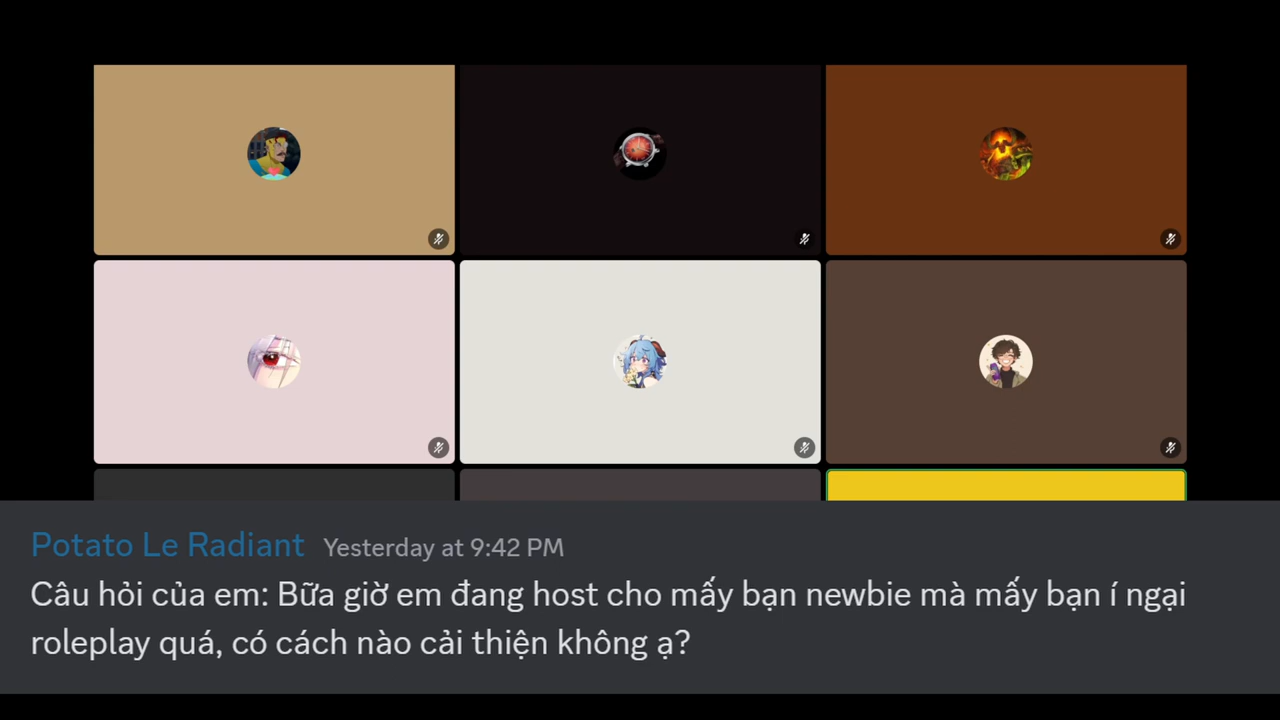 Potato Le Radiant Yesterday at 9:42 PM
Câu hỏi của em: Bữa giờ em đang host cho mấy bạn newbie mà mấy bạn í ngại
roleplay quá, có cách nào cải thiện không ạ?